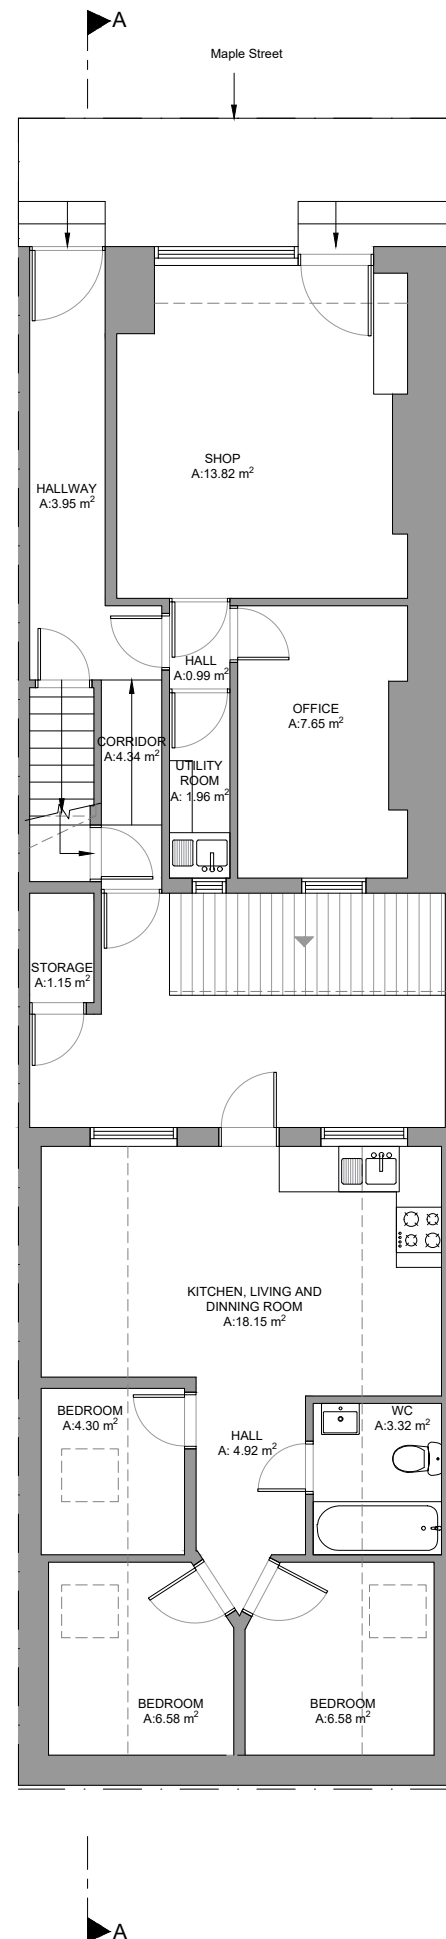 A
Maple Street
SHOP
A:13.82 m²
HALLWAY
A:3.95 m²
HALL
A:0.99 m²
OFFICE
A:7.65 m²
CORRIDOR
A:4.34 m²
UTILITY
ROOM
A: 1.96 m²
STORAGE
A:1.15 m²
KITCHEN, LIVING AND
DINNING ROOM
A:18.15 m²
BEDROOM
A:4.30 m²
WC
A:3.32 m²
HALL
A: 4.92 m²
BEDROOM
A:6.58 m²
BEDROOM
A:6.58 m²
A